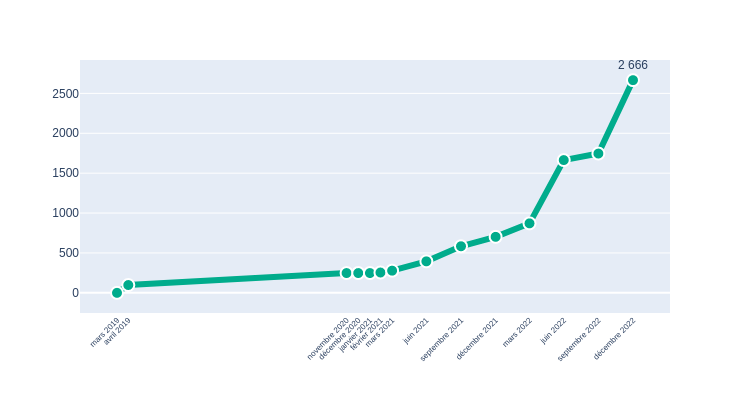 2 666
2500
2000
1500
1000
500
0
mars 2019
avril 2019
novembre 2020
décembre 2020
janvier 2021
février 2021
mars 2021
juin 2021
septembre 2021
décembre 2021
mars 2022
juin 2022
septembre 2022
décembre 2022